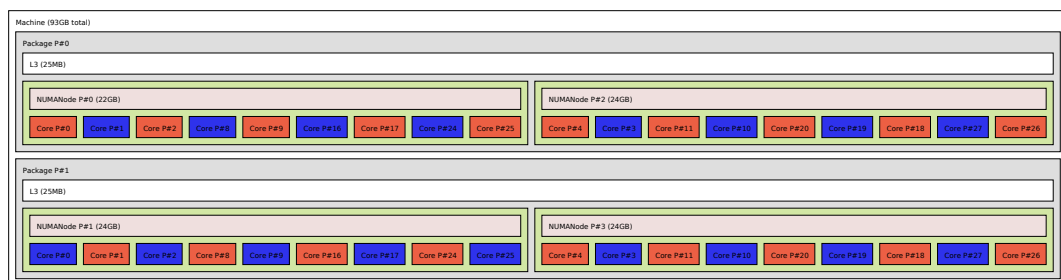 Machine (93GB total)
Package P#0
L3 (25MB)
NUMANode P#0 (22GB) NUMANode P#2 (24GB)
Core P#0 Core P#1 Core P#2 Core P#8 Core P#9 Core P#16 Core P#17 Core P#24 Core P#25 Core P#4 Core P#3 Core P#11 Core P#10 Core P#20 Core P#19 Core P#18 Core P#27 Core P#26
Package P#1
L3 (25MB)
NUMANode P#1 (24GB) NUMANode P#3 (24GB)
Core P#0 Core P#1 Core P#2 Core P#8 Core P#9 Core P#16 Core P#17 Core P#24 Core P#25 Core P#4 Core P#3 Core P#11 Core P#10 Core P#20 Core P#19 Core P#18 Core P#27 Core P#26